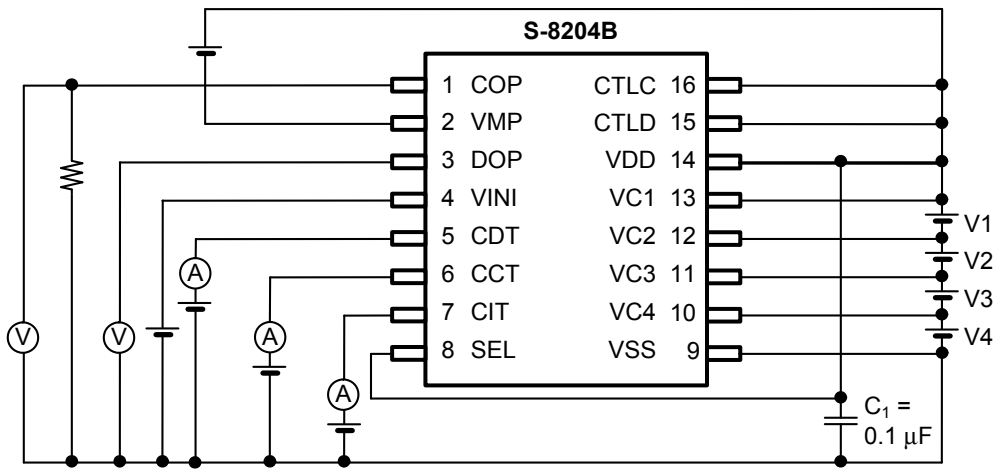 S-8204B
1 COP
2 VMP
3 DOP
4 VINI
5 CDT
6 CCT
7 CIT
8 SEL
CTLC 16
CTLD 15
VDD 14
VC1 13
VC2 12
VC3 11
VC4 10
VSS 9
V1
V2
V3
V4
V
V
A
A
A
C₁ =
0.1 μF